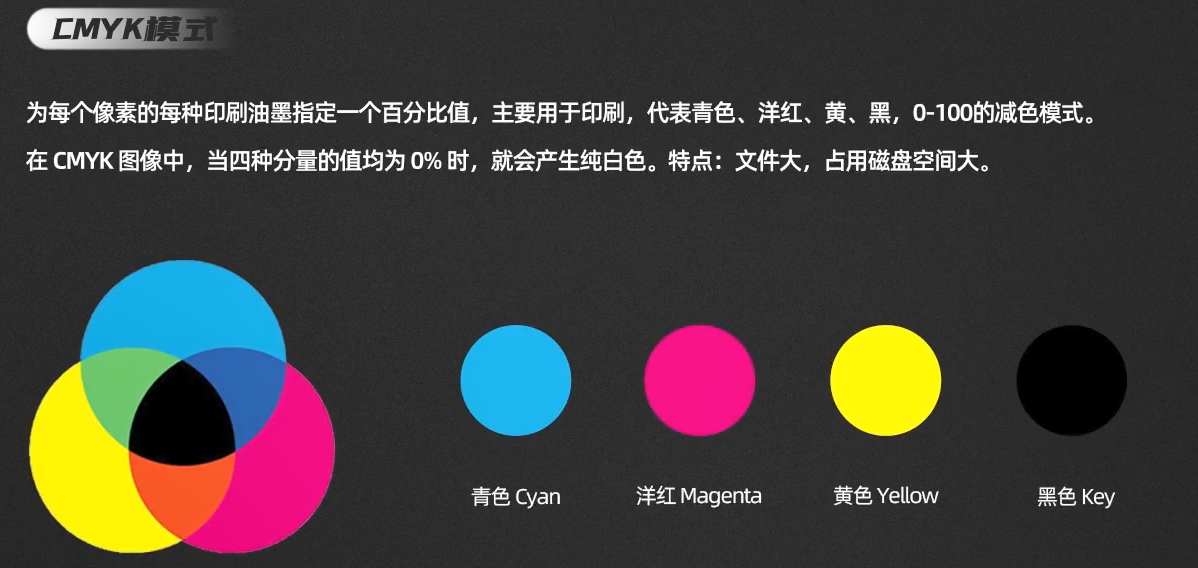 CMYK模式
为每个像素的每种印刷油墨指定一个百分比值，主要用于印刷，代表青色、洋红、黄、黑，0-100的减色模式。
在 CMYK 图像中，当四种分量的值均为 0% 时，就会产生纯白色。特点：文件大，占用磁盘空间大。
青色 Cyan
洋红 Magenta
黄色 Yellow
黑色 Key